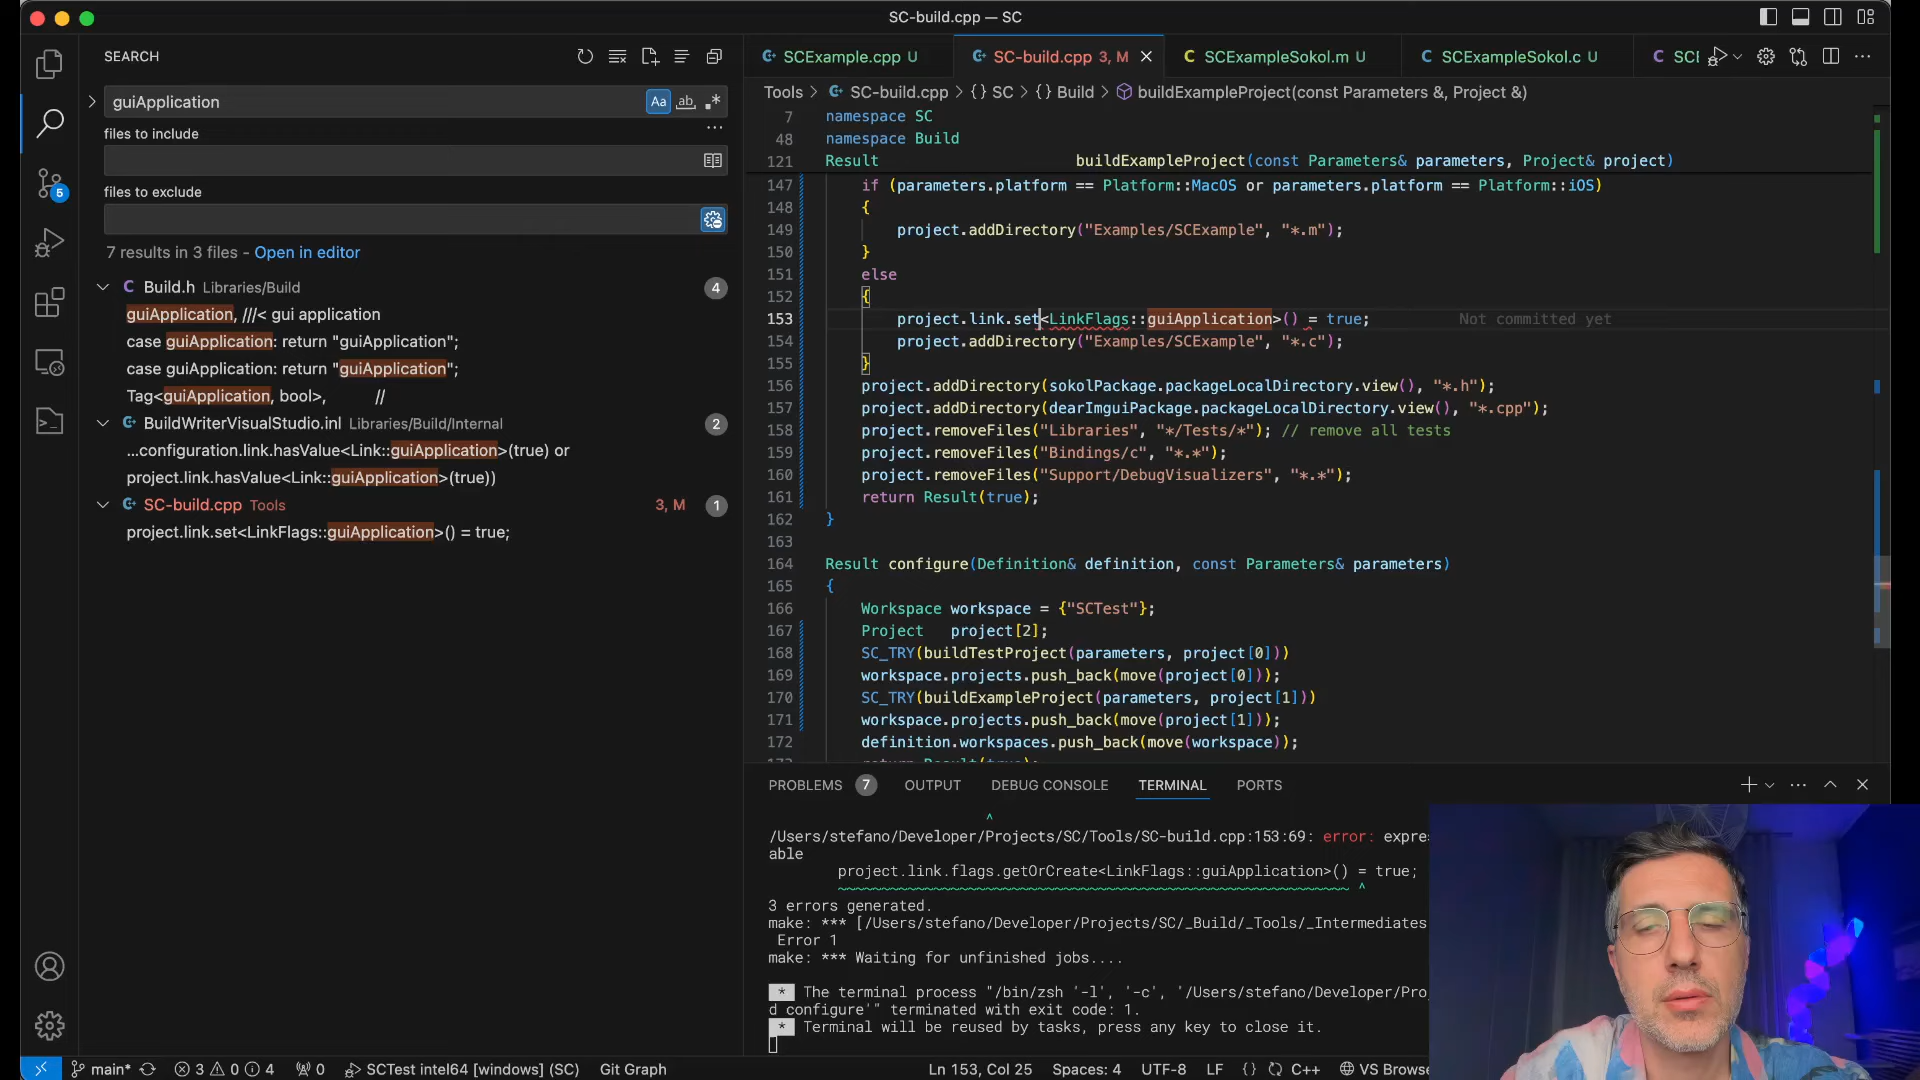 SC-build.cpp — SC
SEARCH
guiApplication
Aa ab
files to include
files to exclude
7 results in 3 files - Open in editor
Build.h Libraries/Build 4
guiApplication, ///< gui application
case guiApplication: return "guiApplication";
case guiApplication: return "guiApplication";
Tag<guiApplication, bool>, //
BuildWriterVisualStudio.inl Libraries/Build/Internal 2
...configuration.link.hasValue<Link::guiApplication>(true) or
project.link.hasValue<Link::guiApplication>(true))
SC-build.cpp Tools 3, M 1
project.link.set<LinkFlags::guiApplication>() = true;
5
SCExample.cpp U
SC-build.cpp 3, M
SCExampleSokol.m U
SCExampleSokol.c U
Tools > SC-build.cpp > {} SC > {} Build > buildExampleProject(const Parameters &, Project &)
7 namespace SC
48 namespace Build
121 Result buildExampleProject(const Parameters& parameters, Project& project)
147 if (parameters.platform == Platform::MacOS or parameters.platform == Platform::iOS)
148 {
149 project.addDirectory("Examples/SCExample", "*.m");
150 }
151 else
152 {
153 project.link.set<LinkFlags::guiApplication>() = true; Not committed yet
154 project.addDirectory("Examples/SCExample", "*.c");
155 }
156 project.addDirectory(sokolPackage.packageLocalDirectory.view(), "*.h");
157 project.addDirectory(dearImguiPackage.packageLocalDirectory.view(), "*.cpp");
158 project.removeFiles("Libraries", "*/Tests/*"); // remove all tests
159 project.removeFiles("Bindings/c", "*.*");
160 project.removeFiles("Support/DebugVisualizers", "*.*");
161 return Result(true);
162 }
163
164 Result configure(Definition& definition, const Parameters& parameters)
165 {
166 Workspace workspace = {"SCTest"};
167 Project project[2];
168 SC_TRY(buildTestProject(parameters, project[0]))
169 workspace.projects.push_back(move(project[0]));
170 SC_TRY(buildExampleProject(parameters, project[1]))
171 workspace.projects.push_back(move(project[1]));
172 definition.workspaces.push_back(move(workspace));
PROBLEMS 7 OUTPUT DEBUG CONSOLE TERMINAL PORTS
^
/Users/stefano/Developer/Projects/SC/Tools/SC-build.cpp:153:69: error: expre
able
project.link.flags.getOrCreate<LinkFlags::guiApplication>() = true;
~~~~~~~~~~~~~~~~~~~~~~~~~~~~~~~~~~~~~~~~~~~~~~~~~~~~~~~~~ ^
3 errors generated.
make: *** [/Users/stefano/Developer/Projects/SC/_Build/_Tools/_Intermediates
Error 1
make: *** Waiting for unfinished jobs....
* The terminal process "/bin/zsh '-l', '-c', '/Users/stefano/Developer/Pro
d configure'" terminated with exit code: 1.
* Terminal will be reused by tasks, press any key to close it.
main* 3 0 4 0 SCTest intel64 [windows] (SC) Git Graph Ln 153, Col 25 Spaces: 4 UTF-8 LF {} C++ VS Browse